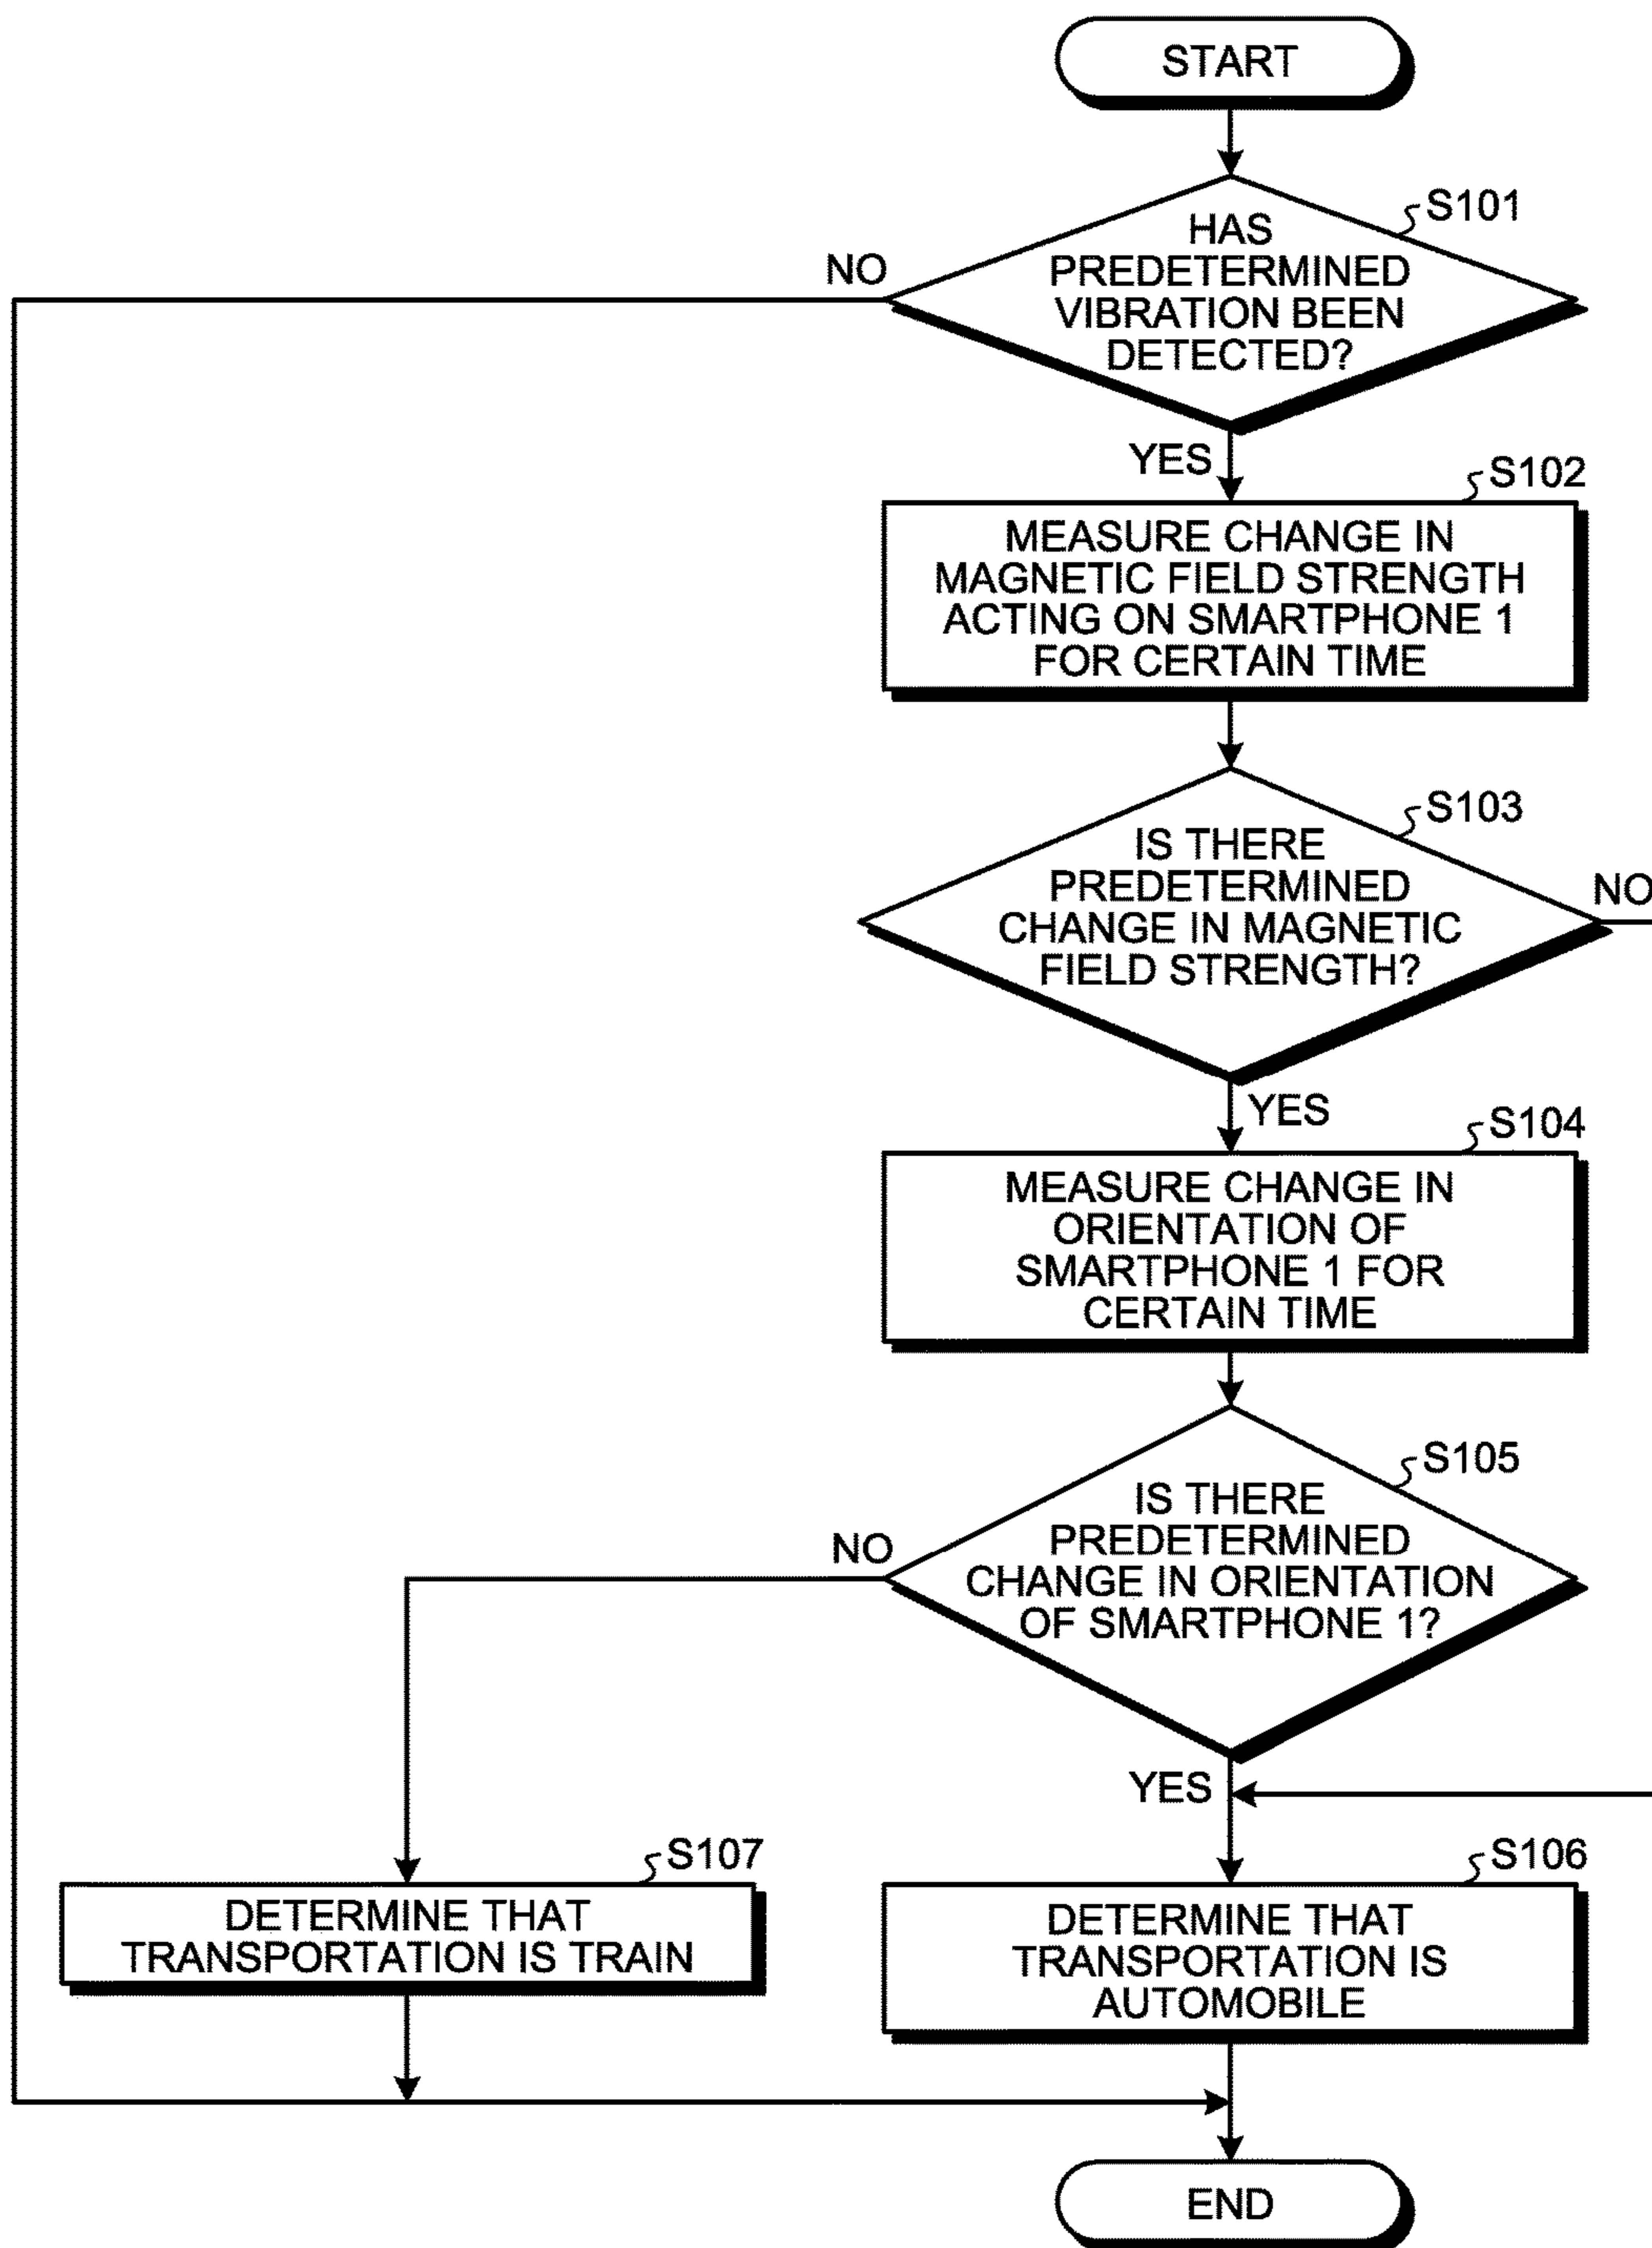 START
S101
HAS
PREDETERMINED
VIBRATION BEEN
DETECTED?
NO
YES
S102
MEASURE CHANGE IN
MAGNETIC FIELD STRENGTH
ACTING ON SMARTPHONE 1
FOR CERTAIN TIME
S103
IS THERE
PREDETERMINED
CHANGE IN MAGNETIC
FIELD STRENGTH?
NO
YES
S104
MEASURE CHANGE IN
ORIENTATION OF
SMARTPHONE 1 FOR
CERTAIN TIME
S105
IS THERE
PREDETERMINED
CHANGE IN ORIENTATION
OF SMARTPHONE 1?
NO
YES
S107
DETERMINE THAT
TRANSPORTATION IS TRAIN
S106
DETERMINE THAT
TRANSPORTATION IS
AUTOMOBILE
END